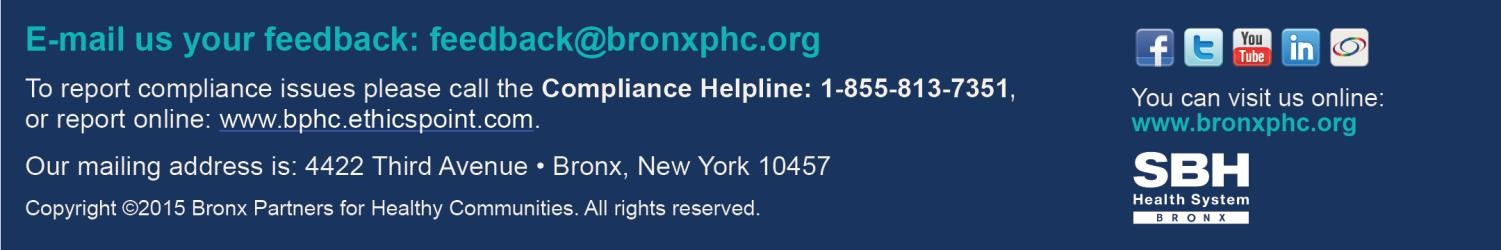 E-mail us your feedback: feedback@bronxphc.org
To report compliance issues please call the Compliance Helpline: 1-855-813-7351,
or report online: www.bphc.ethicspoint.com.
Our mailing address is: 4422 Third Avenue • Bronx, New York 10457
Copyright ©2015 Bronx Partners for Healthy Communities. All rights reserved.
f t You Tube in
You can visit us online:
www.bronxphc.org
SBH
Health System
BRONX